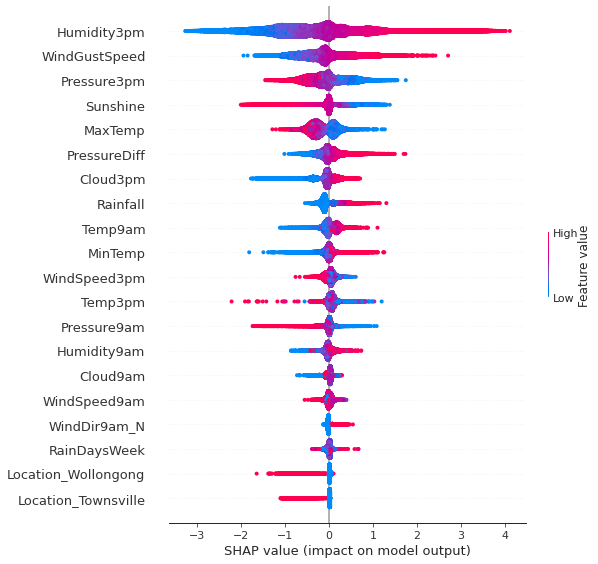 Humidity3pm
WindGustSpeed
Pressure3pm
Sunshine
MaxTemp
PressureDiff
Cloud3pm
Rainfall
Temp9am
MinTemp
WindSpeed3pm
Temp3pm
Pressure9am
Humidity9am
Cloud9am
WindSpeed9am
WindDir9am_N
RainDaysWeek
Location_Wollongong
Location_Townsville
−3 −2 −1 0 1 2 3 4
SHAP value (impact on model output)
High
Low
Feature value